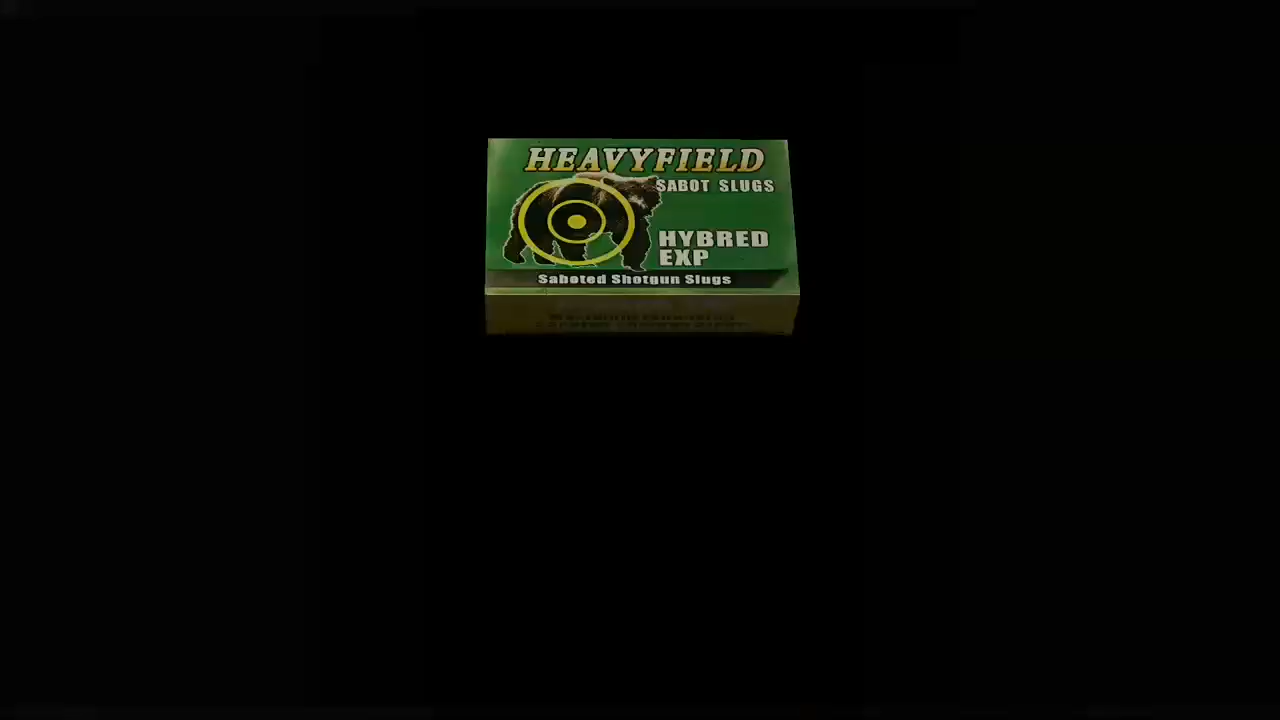 HEAVYFIELD
SABOT SLUGS
HYBRED
EXP
Saboted Shotgun Slugs